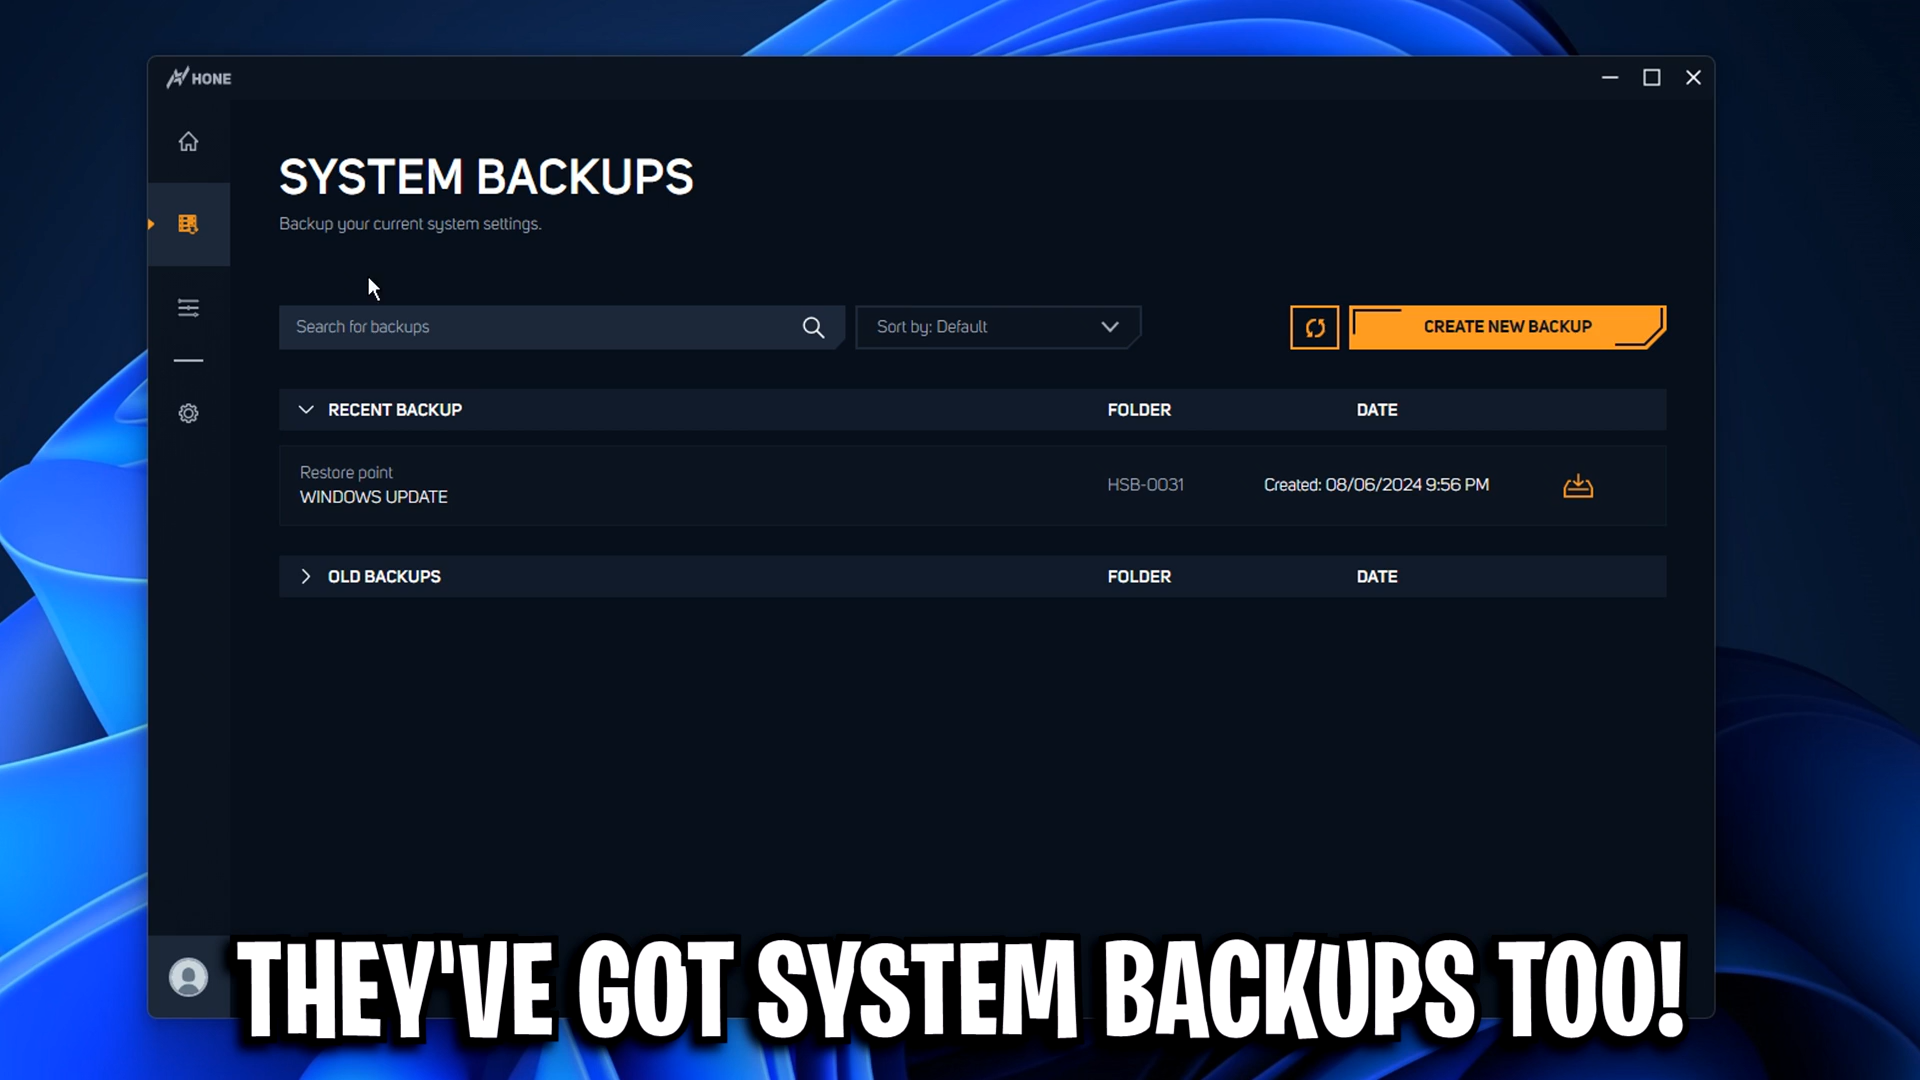 HONE
SYSTEM BACKUPS
Backup your current system settings.
Search for backups
Sort by: Default
CREATE NEW BACKUP
RECENT BACKUP FOLDER DATE
Restore point
WINDOWS UPDATE
HSB-0031 Created: 08/06/2024 9:56 PM
OLD BACKUPS FOLDER DATE
THEY'VE GOT SYSTEM BACKUPS TOO!